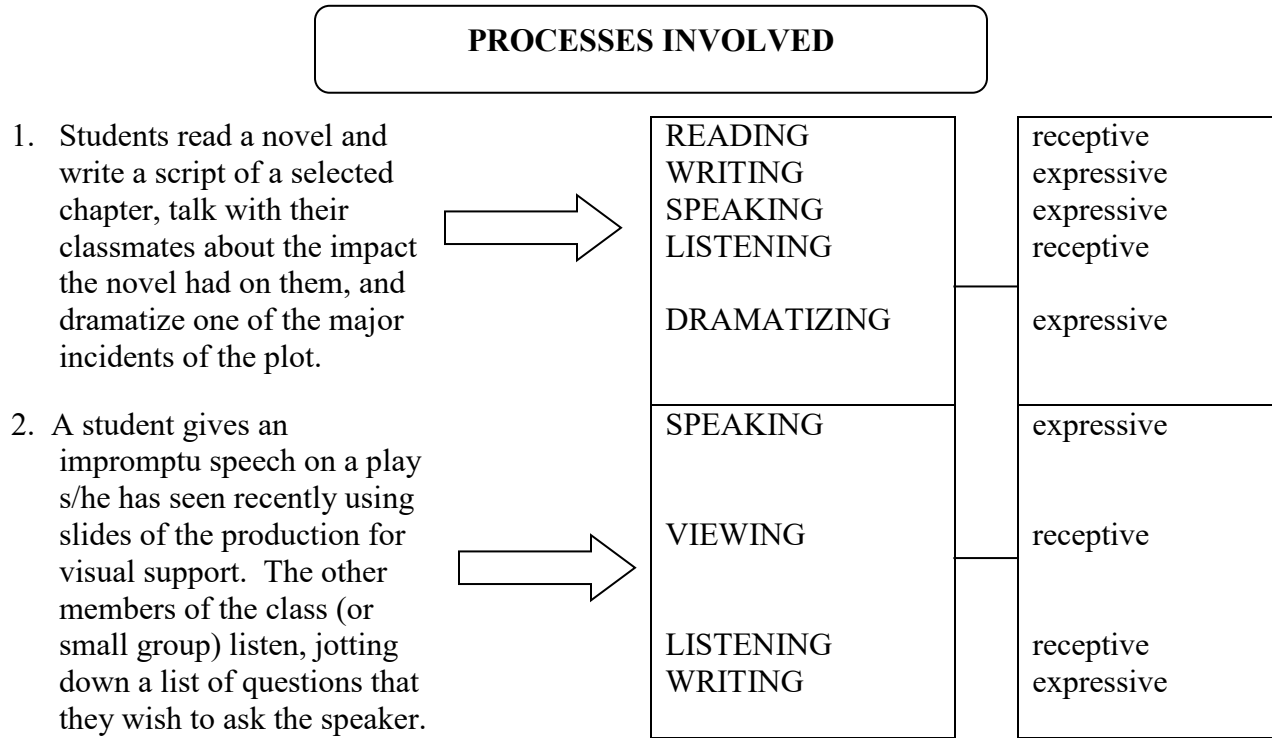 PROCESSES INVOLVED
1. Students read a novel and
write a script of a selected
chapter, talk with their
classmates about the impact
the novel had on them, and
dramatize one of the major
incidents of the plot.
READING
WRITING
SPEAKING
LISTENING
DRAMATIZING
receptive
expressive
expressive
receptive
expressive
2. A student gives an
impromptu speech on a play
s/he has seen recently using
slides of the production for
visual support. The other
members of the class (or
small group) listen, jotting
down a list of questions that
they wish to ask the speaker.
SPEAKING
VIEWING
LISTENING
WRITING
expressive
receptive
receptive
expressive